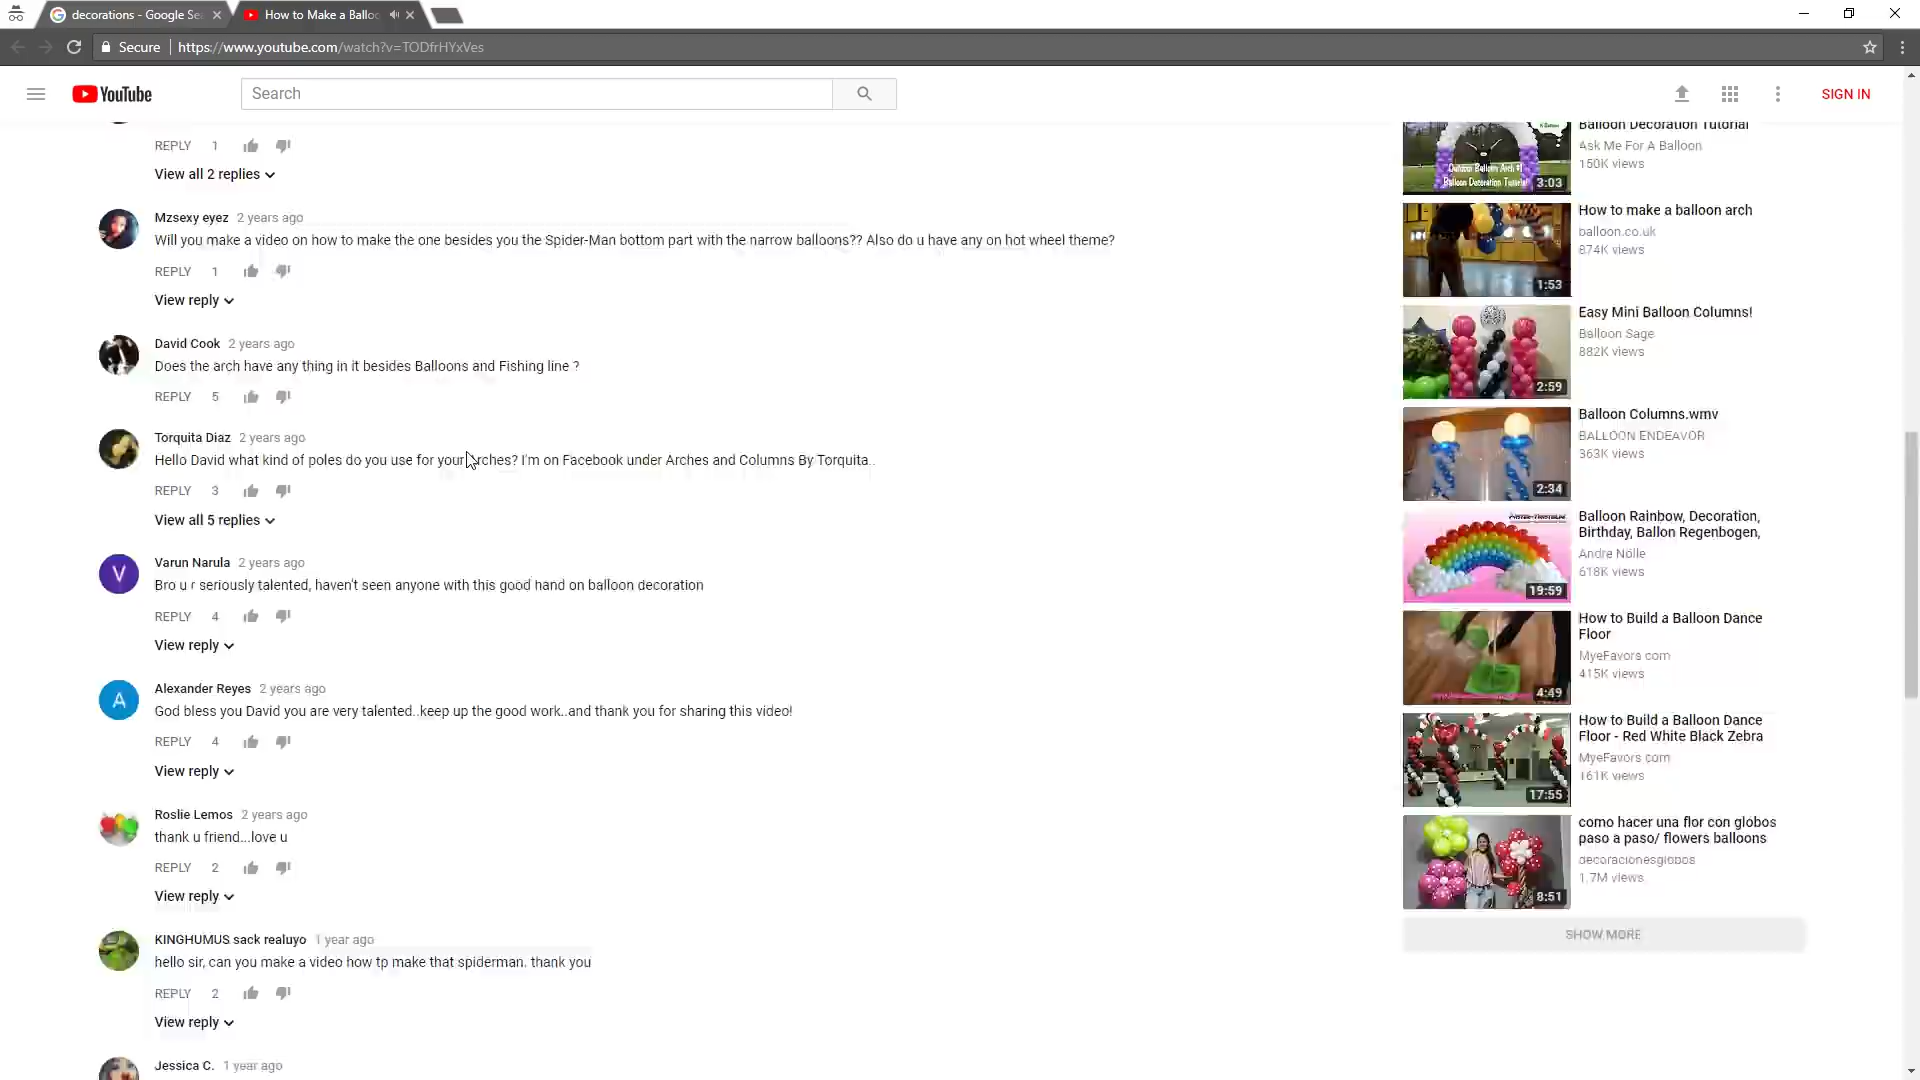 decorations - Google Se
How to Make a Balloo
Secure
https://www.youtube.com/watch?v=TODfrHYxVes
YouTube
Search
SIGN IN
REPLY 1
View all 2 replies
Mzsexy eyez 2 years ago
Will you make a video on how to make the one besides you the Spider-Man bottom part with the narrow balloons?? Also do u have any on hot wheel theme?
REPLY 1
View reply
David Cook 2 years ago
Does the arch have any thing in it besides Balloons and Fishing line ?
REPLY 5
Torquita Diaz 2 years ago
Hello David what kind of poles do you use for your arches? I'm on Facebook under Arches and Columns By Torquita..
REPLY 3
View all 5 replies
V
Varun Narula 2 years ago
Bro u r seriously talented, haven't seen anyone with this good hand on balloon decoration
REPLY 4
View reply
A
Alexander Reyes 2 years ago
God bless you David you are very talented..keep up the good work..and thank you for sharing this video!
REPLY 4
View reply
Roslie Lemos 2 years ago
thank u friend...love u
REPLY 2
View reply
KINGHUMUS sack realuyo 1 year ago
hello sir, can you make a video how tp make that spiderman. thank you
REPLY 2
View reply
Jessica C. 1 year ago
Outdoor Balloon Arch #1
Balloon Decoration Tutorial
3:03
Balloon Decoration Tutorial
Ask Me For A Balloon
150K views
1:53
How to make a balloon arch
balloon.co.uk
874K views
2:59
Easy Mini Balloon Columns!
Balloon Sage
882K views
2:34
Balloon Columns.wmv
BALLOON ENDEAVOR
363K views
19:59
Balloon Rainbow, Decoration,
Birthday, Ballon Regenbogen,
Andre Nölle
618K views
4:49
How to Build a Balloon Dance
Floor
MyeFavors com
415K views
17:55
How to Build a Balloon Dance
Floor - Red White Black Zebra
MyeFavors com
161K views
8:51
como hacer una flor con globos
paso a paso/ flowers balloons
decoracionesglobos
1.7M views
SHOW MORE